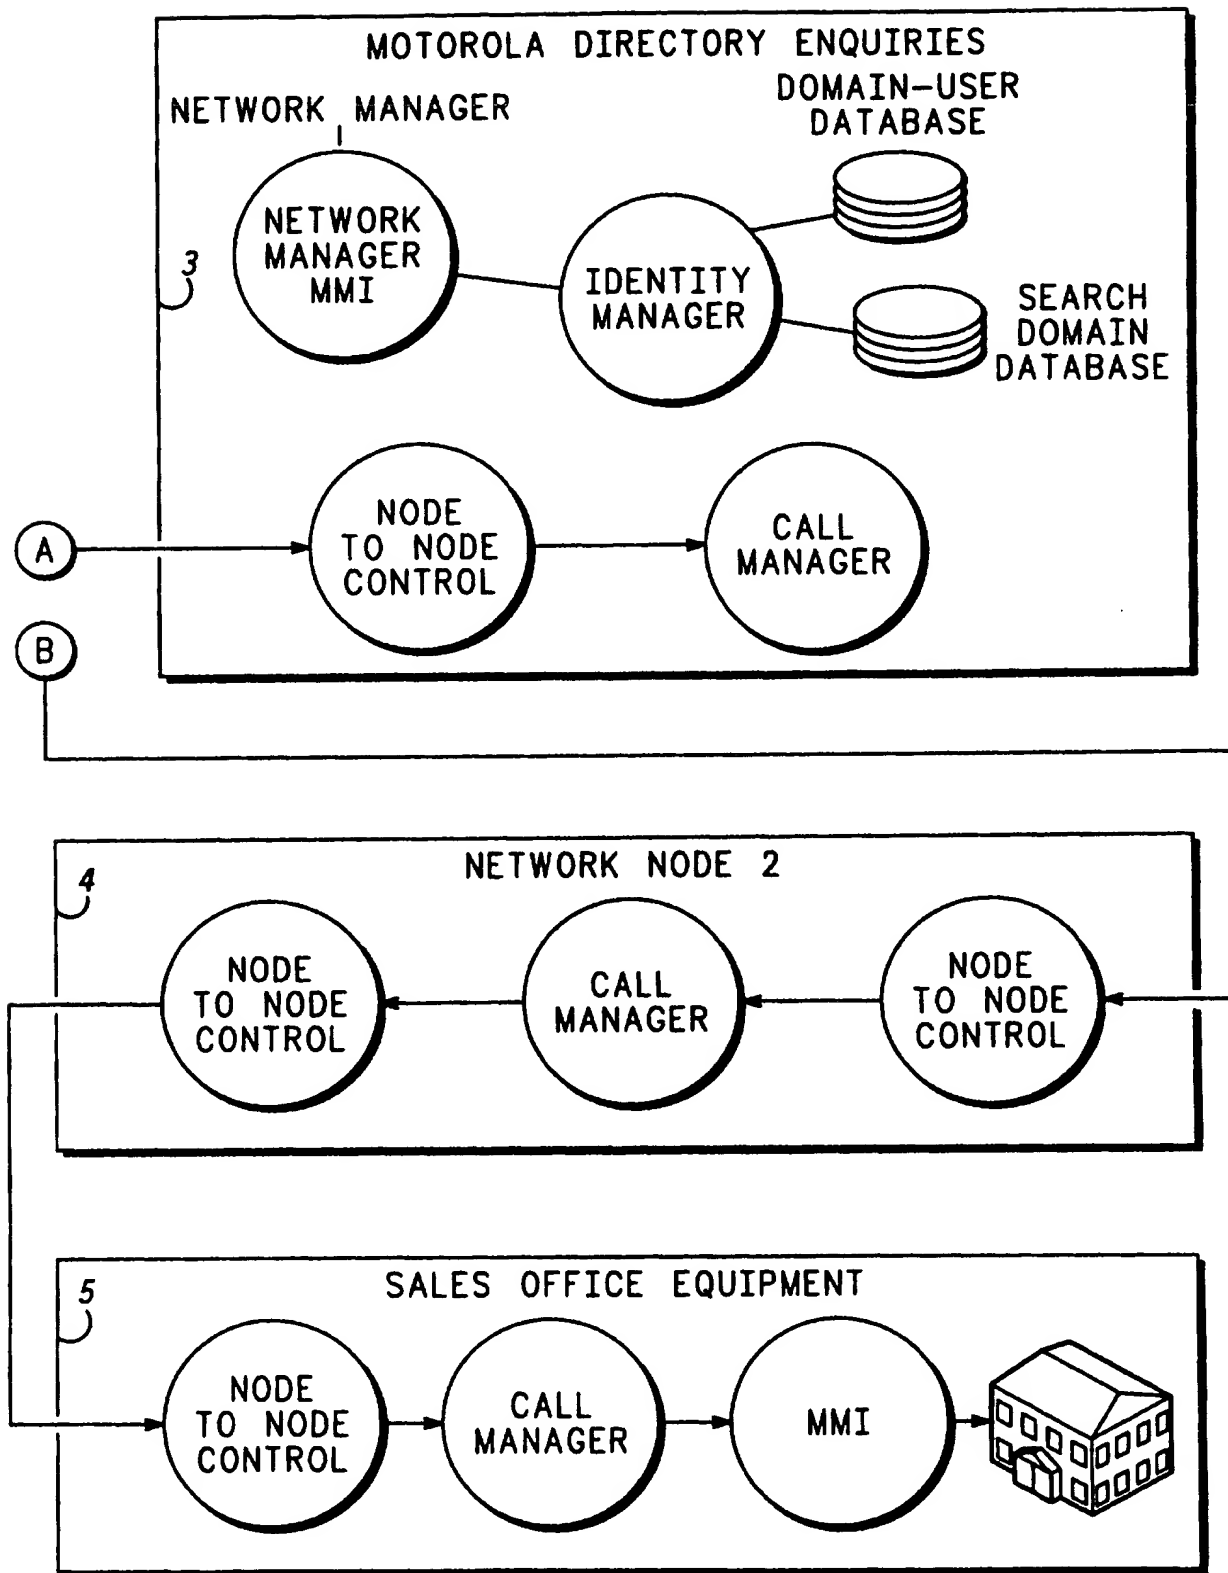 MOTOROLA DIRECTORY ENQUIRIES
NETWORK MANAGER
DOMAIN-USER
DATABASE
NETWORK
MANAGER
MMI
3
IDENTITY
MANAGER
SEARCH
DOMAIN
DATABASE
A
NODE
TO NODE
CONTROL
CALL
MANAGER
B
NETWORK NODE 2
4
NODE
TO NODE
CONTROL
CALL
MANAGER
NODE
TO NODE
CONTROL
SALES OFFICE EQUIPMENT
5
NODE
TO NODE
CONTROL
CALL
MANAGER
MMI